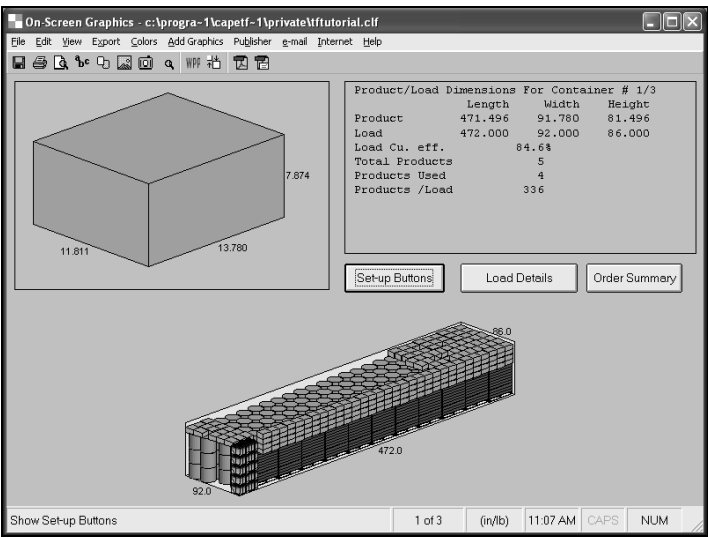 On-Screen Graphics - c:\progra~1\capetf~1\private\tftutorial.clf
File Edit View Export Colors Add Graphics Publisher e-mail Internet Help
Product/Load Dimensions For Container # 1/3
Length Width Height
Product 471.496 91.780 81.496
Load 472.000 92.000 86.000
Load Cu. eff. 84.6%
Total Products 5
Products Used 4
Products /Load 336
7.874
11.811
13.780
Set-up Buttons Load Details Order Summary
86.0
472.0
92.0
Show Set-up Buttons 1 of 3 (in/lb) 11:07 AM CAPS NUM